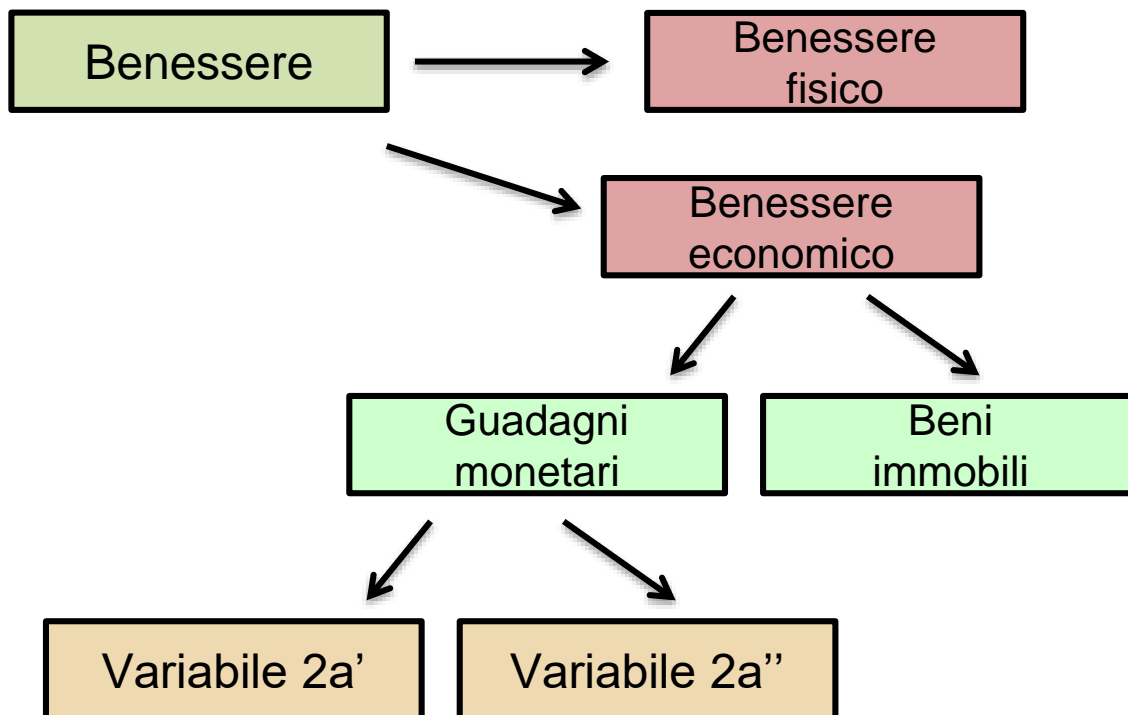 Benessere
Benessere
fisico
Benessere
economico
Guadagni
monetari
Beni
immobili
Variabile 2a'
Variabile 2a''